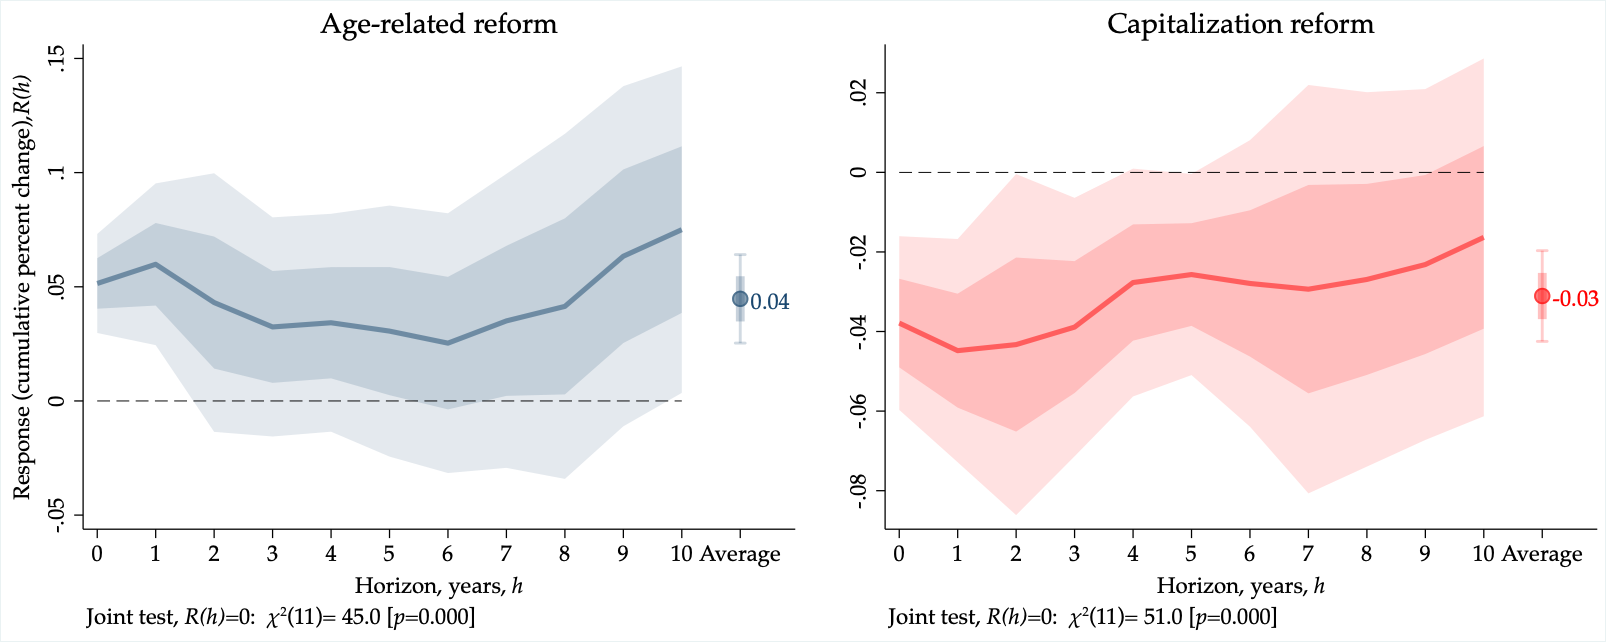 Age-related reform
Response (cumulative percent change),R(h)
.15
.1
.05
0
-.05
0 1 2 3 4 5 6 7 8 9 10 Average
0.04
Horizon, years, h
Joint test, R(h)=0: χ²(11)= 45.0 [p=0.000]
Capitalization reform
.02
0
-.02
-.04
-.06
-.08
0 1 2 3 4 5 6 7 8 9 10 Average
-0.03
Horizon, years, h
Joint test, R(h)=0: χ²(11)= 51.0 [p=0.000]